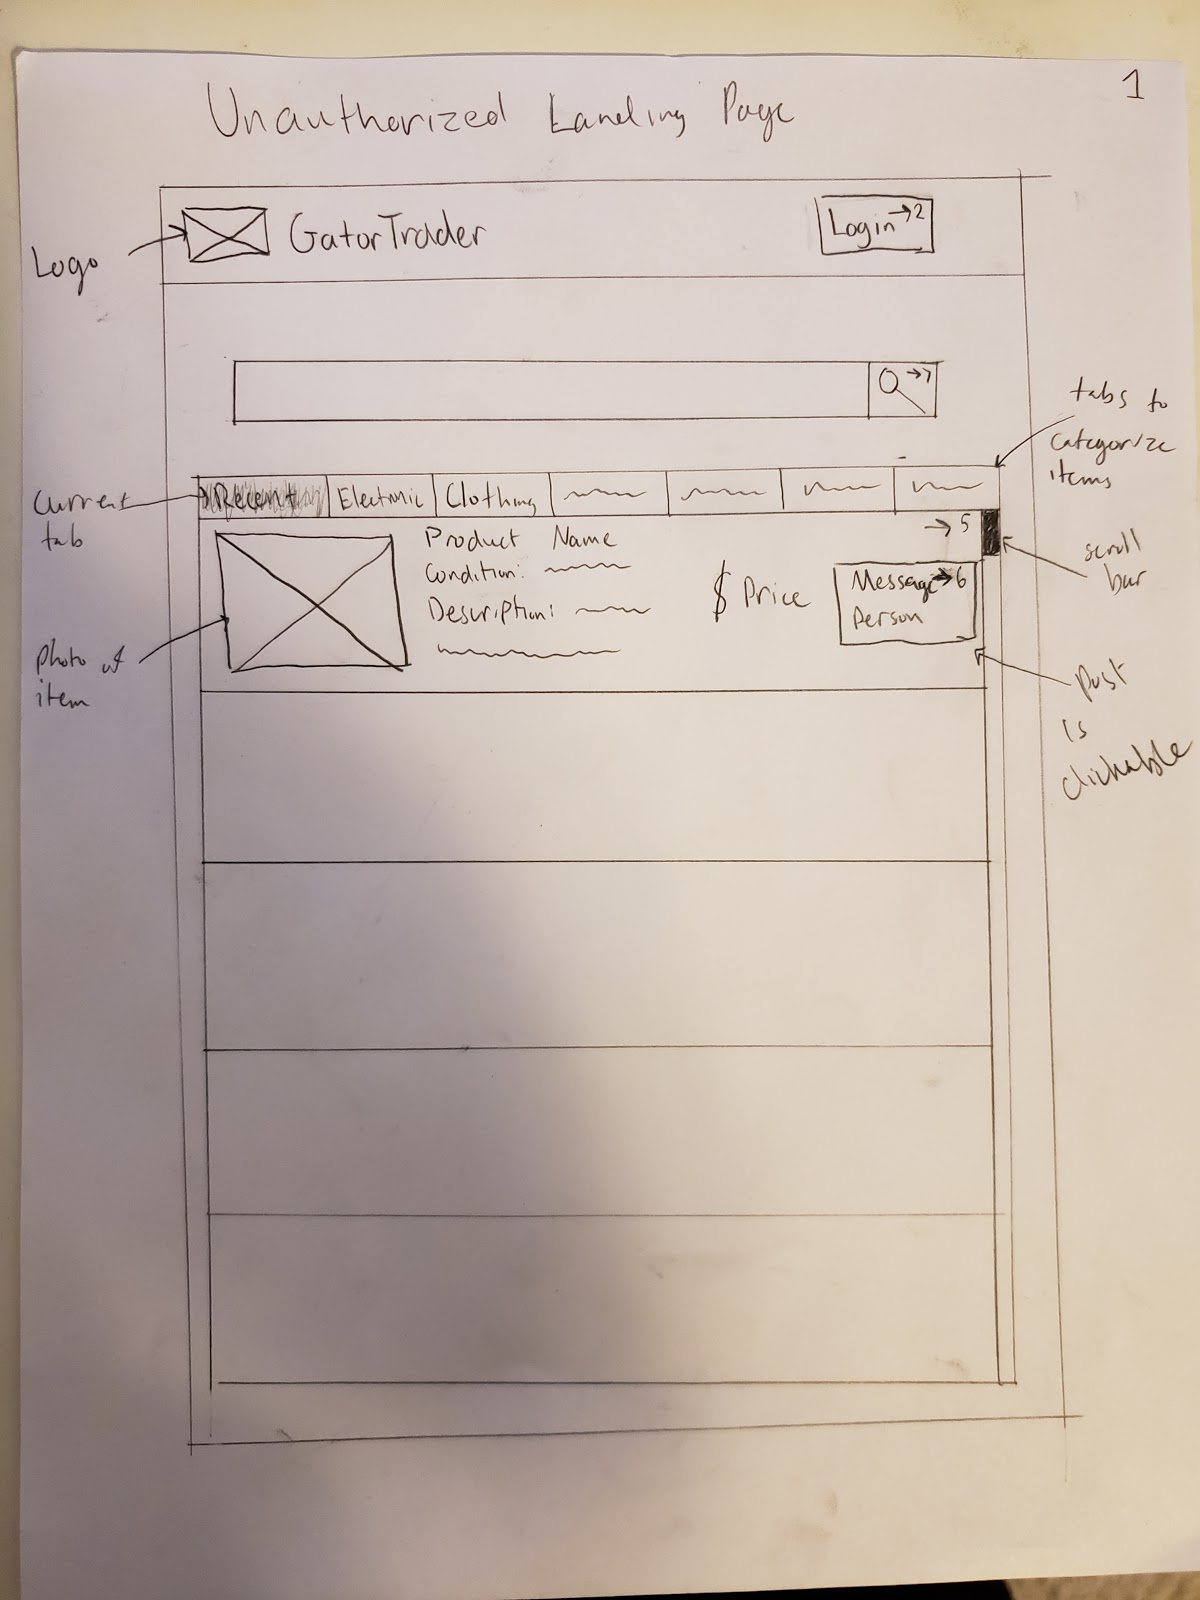 1
Unauthorized Landing Page
Logo
GatorTrader
Login →2
→7
tabs to
categorize
items
Current
tab
Recent
Electronic
Clothing
Product Name
Condition:
Description:
$ Price
→5
Message →6
Person
scroll
bar
Photo of
item
post
is
clickable